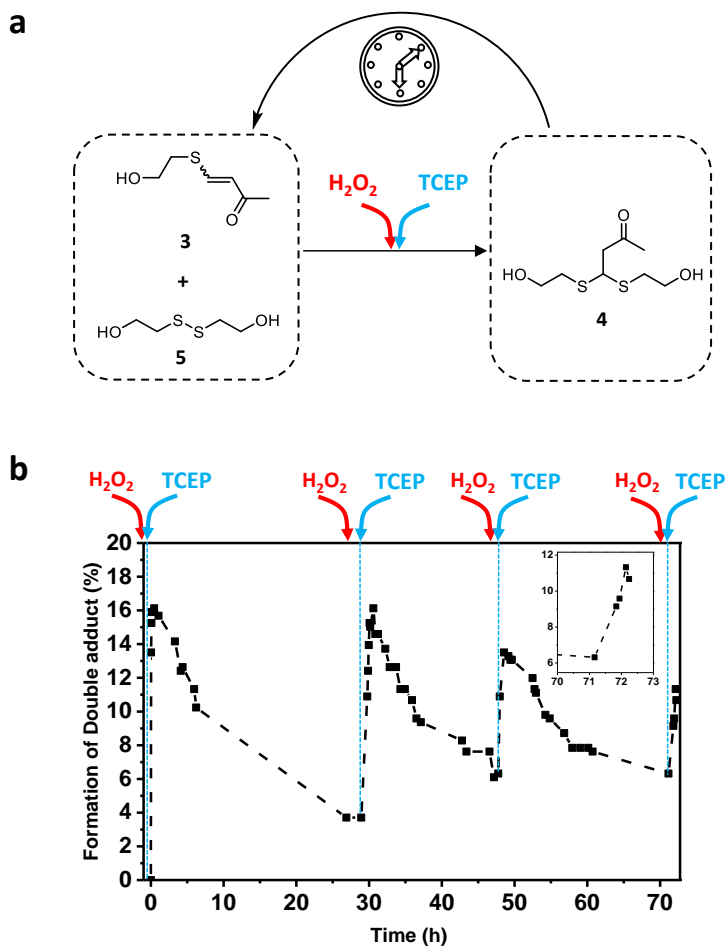 a
H₂O₂ TCEP
HO S O
3
+
HO S S OH
5
O
HO S S OH
4
b
H₂O₂ TCEP H₂O₂ TCEP H₂O₂ TCEP H₂O₂ TCEP
Formation of Double adduct (%)
20
18
16
14
12
10
8
6
4
2
0
0 10 20 30 40 50 60 70
Time (h)
12
10
8
6
70 71 72 73